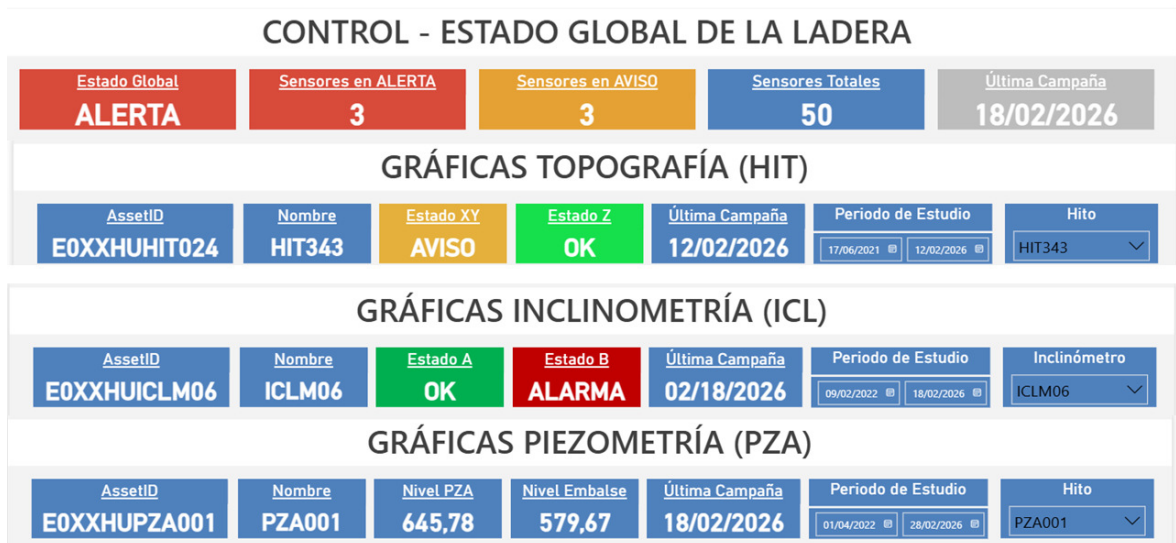 CONTROL - ESTADO GLOBAL DE LA LADERA
Estado Global Sensores en ALERTA Sensores en AVISO Sensores Totales Última Campaña
ALERTA 3 3 50 18/02/2026
GRÁFICAS TOPOGRAFÍA (HIT)
AssetID Nombre Estado XY Estado Z Última Campaña Periodo de Estudio Hito
E0XXHUHIT024 HIT343 AVISO OK 12/02/2026 17/06/2021 12/02/2026 HIT343
GRÁFICAS INCLINOMETRÍA (ICL)
AssetID Nombre Estado A Estado B Última Campaña Periodo de Estudio Inclinómetro
E0XXHUICLM06 ICLM06 OK ALARMA 02/18/2026 09/02/2022 18/02/2026 ICLM06
GRÁFICAS PIEZOMETRÍA (PZA)
AssetID Nombre Nivel PZA Nivel Embalse Última Campaña Periodo de Estudio Hito
E0XXHUPZA001 PZA001 645,78 579,67 18/02/2026 01/04/2022 28/02/2026 PZA001